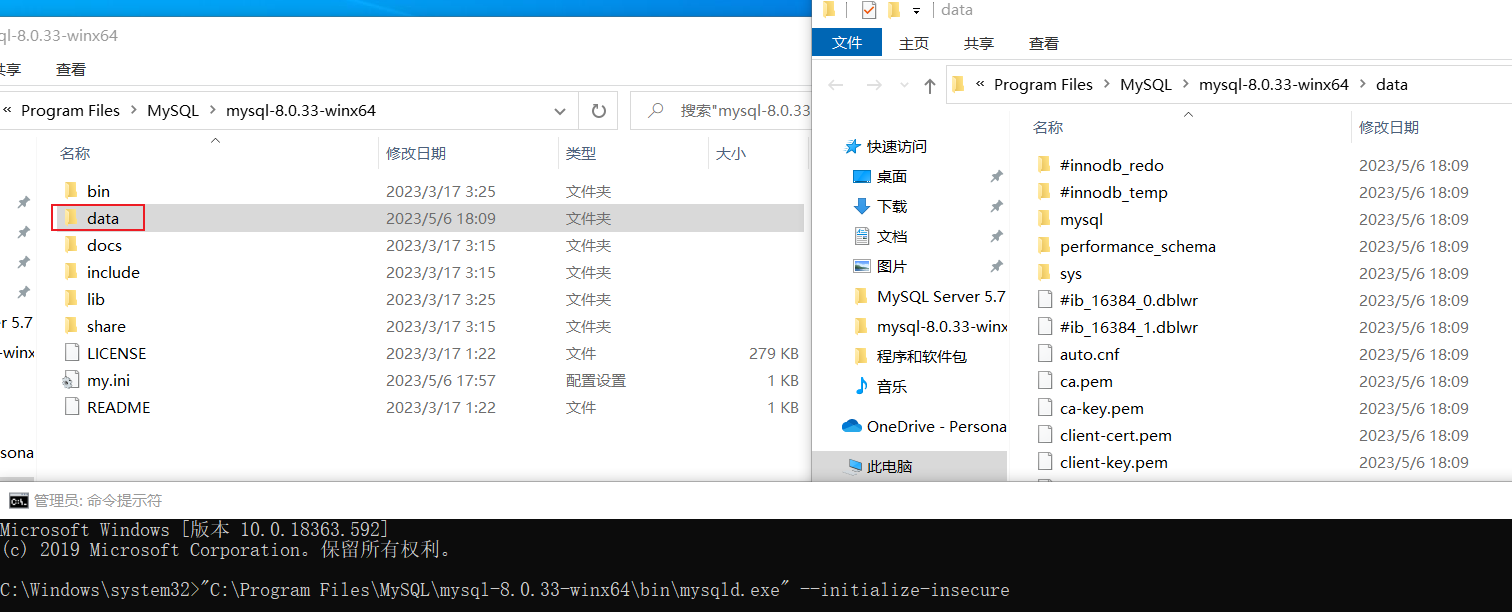 ql-8.0.33-winx64
共享 查看
« Program Files > MySQL > mysql-8.0.33-winx64
搜索"mysql-8.0.33
名称 修改日期 类型 大小
bin 2023/3/17 3:25 文件夹
data 2023/5/6 18:09 文件夹
docs 2023/3/17 3:15 文件夹
include 2023/3/17 3:15 文件夹
lib 2023/3/17 3:25 文件夹
share 2023/3/17 3:15 文件夹
LICENSE 2023/3/17 1:22 文件 279 KB
my.ini 2023/5/6 17:57 配置设置 1 KB
README 2023/3/17 1:22 文件 1 KB
r 5.7
-winx
sona
data
文件 主页 共享 查看
« Program Files > MySQL > mysql-8.0.33-winx64 > data
快速访问
桌面
下载
文档
图片
MySQL Server 5.7
mysql-8.0.33-winx
程序和软件包
音乐
OneDrive - Persona
此电脑
名称 修改日期
#innodb_redo 2023/5/6 18:09
#innodb_temp 2023/5/6 18:09
mysql 2023/5/6 18:09
performance_schema 2023/5/6 18:09
sys 2023/5/6 18:09
#ib_16384_0.dblwr 2023/5/6 18:09
#ib_16384_1.dblwr 2023/5/6 18:09
auto.cnf 2023/5/6 18:09
ca.pem 2023/5/6 18:09
ca-key.pem 2023/5/6 18:09
client-cert.pem 2023/5/6 18:09
client-key.pem 2023/5/6 18:09
管理员: 命令提示符
Microsoft Windows [版本 10.0.18363.592]
(c) 2019 Microsoft Corporation。保留所有权利。
C:\Windows\system32>"C:\Program Files\MySQL\mysql-8.0.33-winx64\bin\mysqld.exe" --initialize-insecure